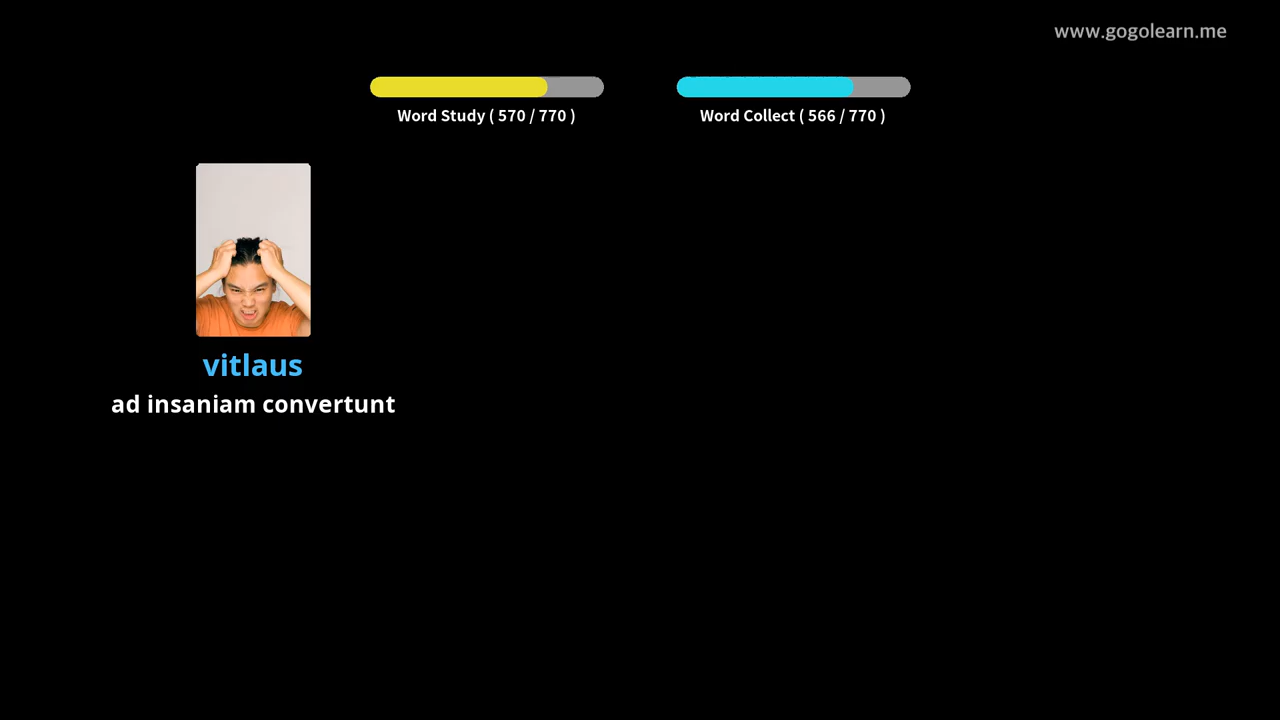 www.gogolearn.me
Word Study ( 570 / 770 )
Word Collect ( 566 / 770 )
vitlaus
ad insaniam convertunt